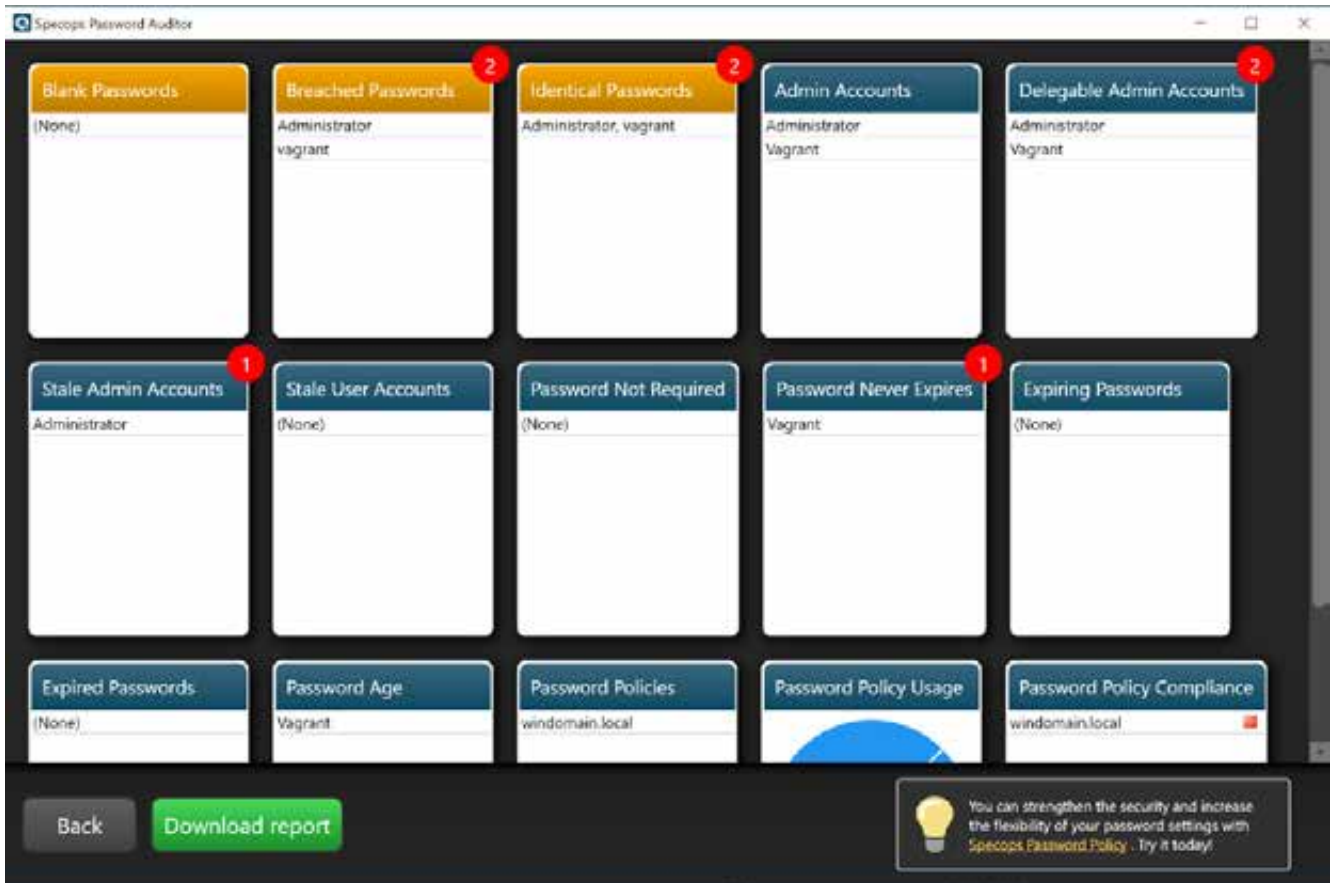 Specops Password Auditor
2 2 2
Blank Passwords Breached Passwords Identical Passwords Admin Accounts Delegable Admin Accounts
(None) Administrator Administrator, vagrant Administrator Administrator
vagrant Vagrant Vagrant
1 1
Stale Admin Accounts Stale User Accounts Password Not Required Password Never Expires Expiring Passwords
Administrator (None) (None) Vagrant (None)
Expired Passwords Password Age Password Policies Password Policy Usage Password Policy Compliance
(None) Vagrant windomain.local windomain.local
Back Download report
You can strengthen the security and increase
the flexibility of your password settings with
Specops Password Policy . Try it today!